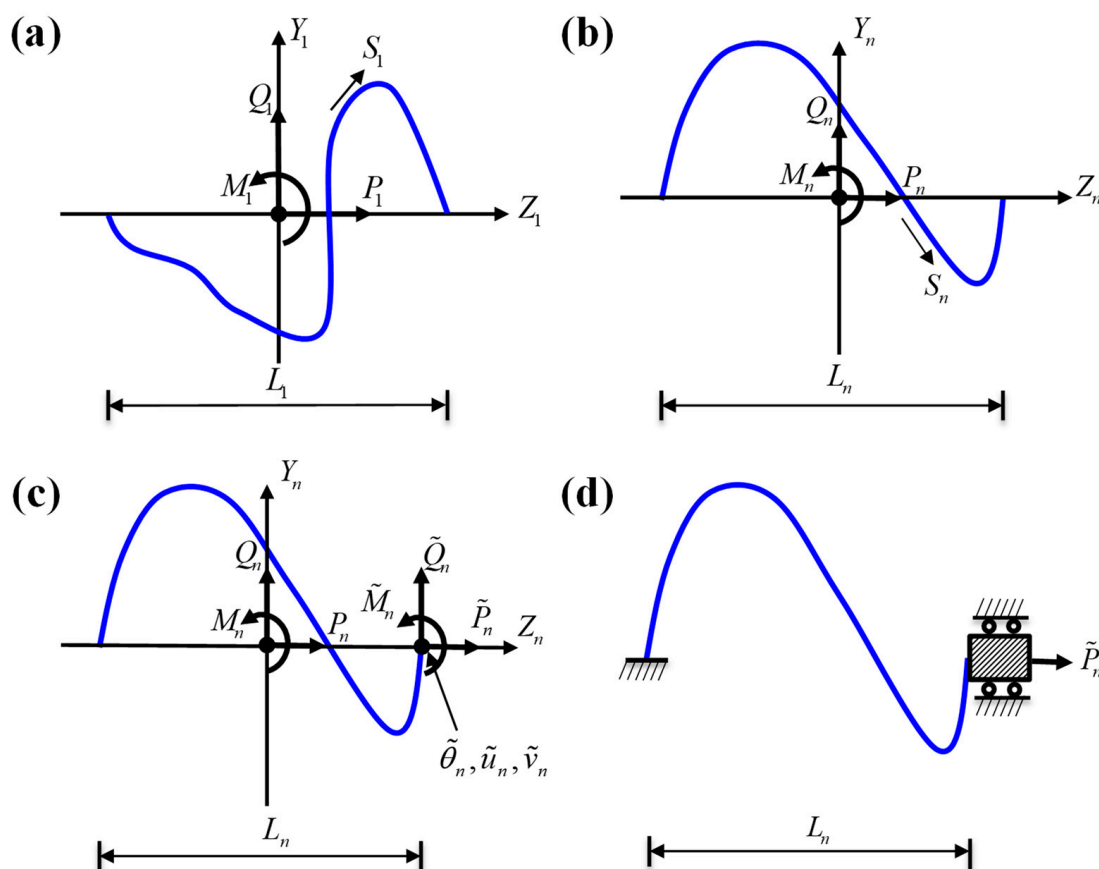 (a)
Y₁
S₁
Q₁
M₁
P₁
Z₁
L₁
(b)
Yₙ
Qₙ
Mₙ
Pₙ
Zₙ
Sₙ
Lₙ
(c)
Yₙ
Qₙ
Q̃ₙ
Mₙ
M̃ₙ
Pₙ
P̃ₙ
Zₙ
θ̃ₙ, ũₙ, ṽₙ
Lₙ
(d)
P̃ₙ
Lₙ